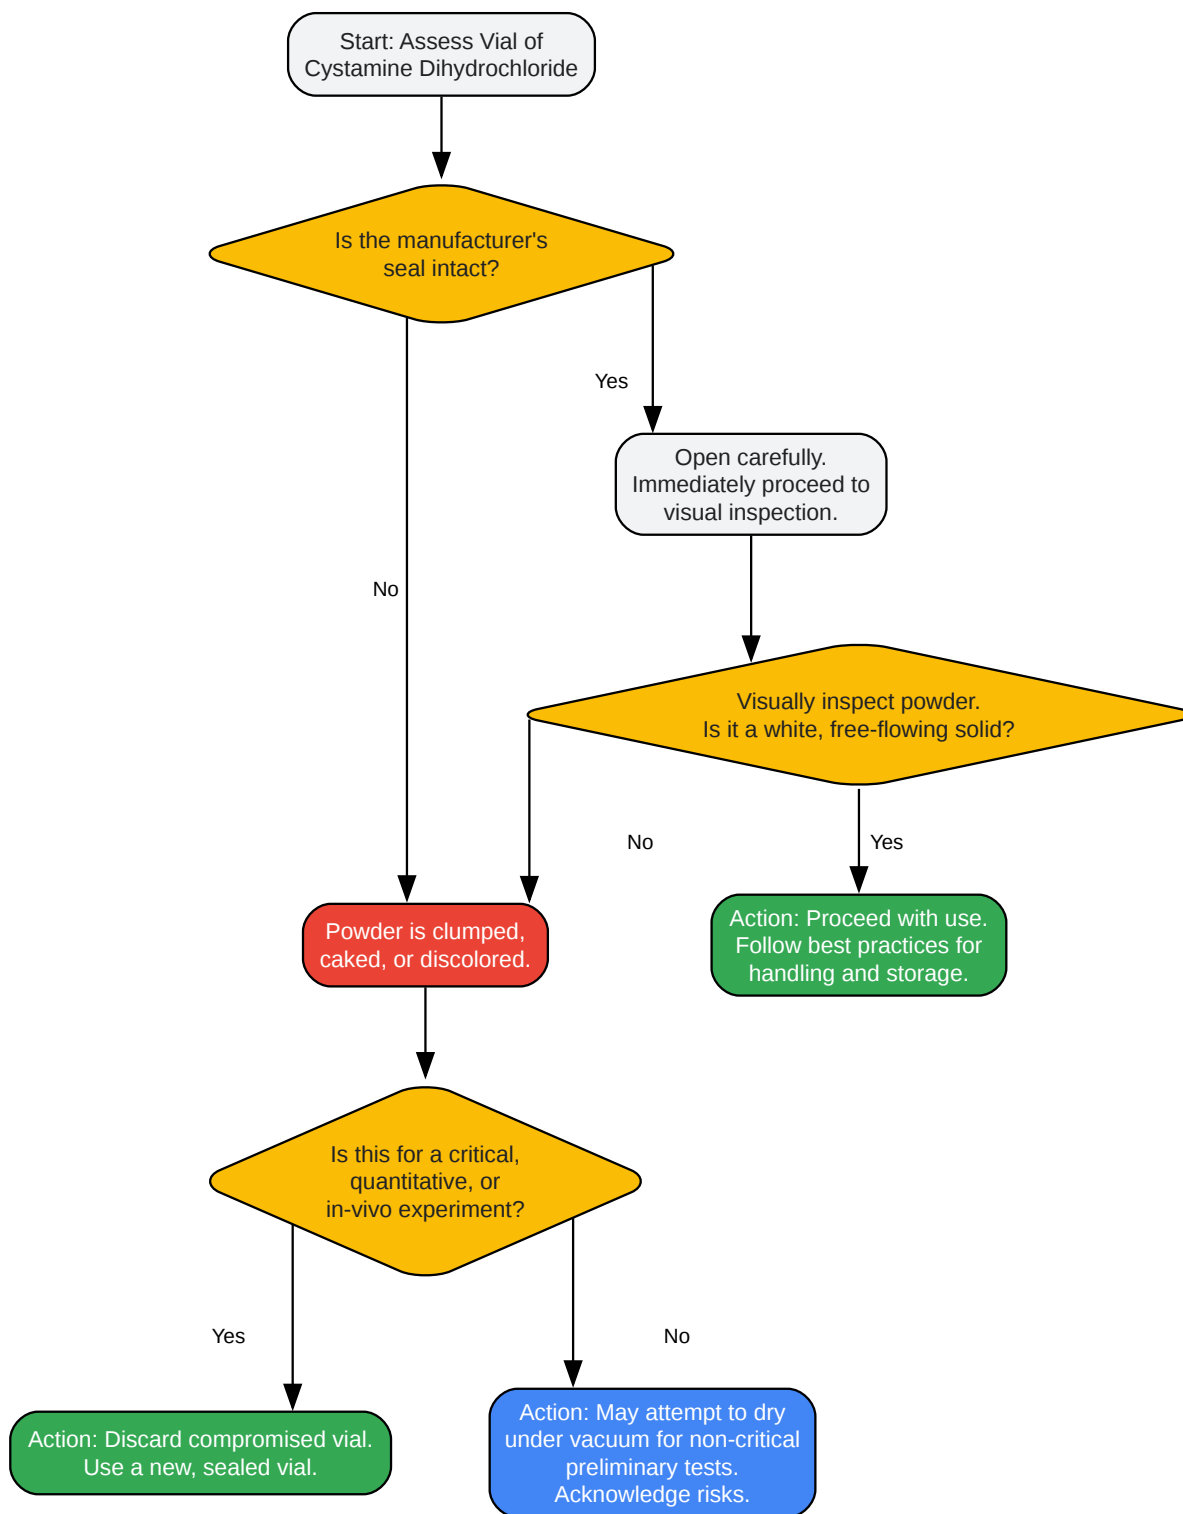 Start: Assess Vial of
Cystamine Dihydrochloride
Is the manufacturer's
seal intact?
Yes
Open carefully.
Immediately proceed to
visual inspection.
No
Visually inspect powder.
Is it a white, free-flowing solid?
No
Yes
Powder is clumped,
caked, or discolored.
Action: Proceed with use.
Follow best practices for
handling and storage.
Is this for a critical,
quantitative, or
in-vivo experiment?
Yes
No
Action: Discard compromised vial.
Use a new, sealed vial.
Action: May attempt to dry
under vacuum for non-critical
preliminary tests.
Acknowledge risks.